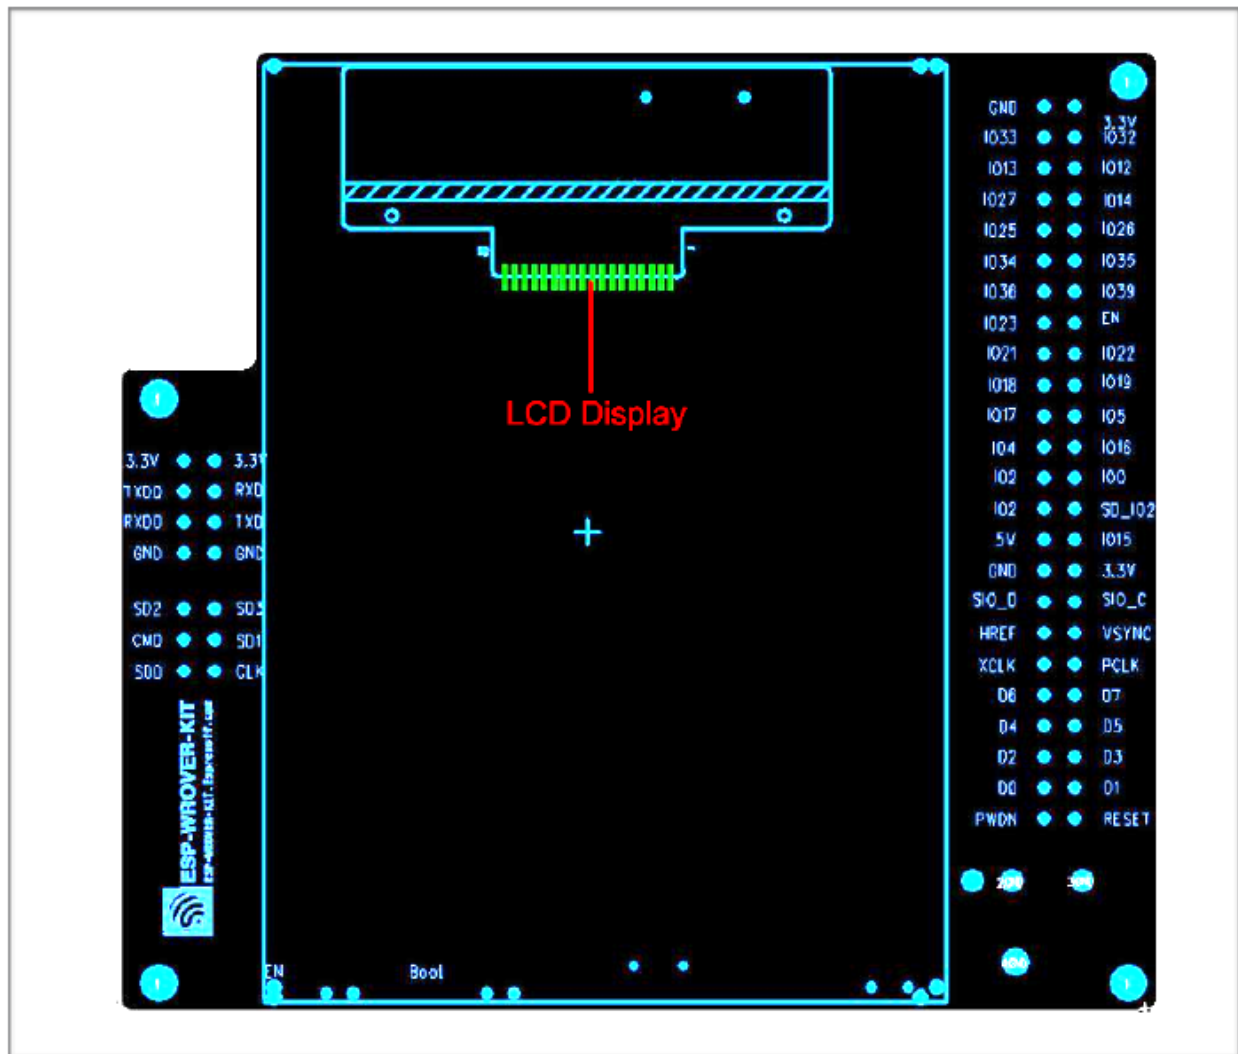 GND
3.3V
IO33 IO32
IO13 IO12
IO27 IO14
IO25 IO26
IO34 IO35
IO36 IO39
IO23 EN
IO21 IO22
IO18 IO19
IO17 IO5
IO4 IO16
IO2 IO0
IO2 SD_IO2
5V IO15
GND 3.3V
SIO_D SIO_C
HREF VSYNC
XCLK PCLK
D6 D7
D4 D5
D2 D3
D0 D1
PWDN RESET
LCD Display
3.3V 3.3V
TXD0 RXD
RXD0 TXD
GND GND
SD2 SD3
CMD SD1
SD0 CLK
ESP-WROVER-KIT
EN Boot